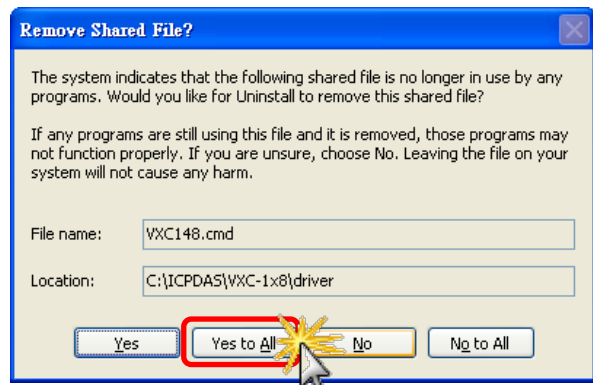 Remove Shared File?
The system indicates that the following shared file is no longer in use by any
programs. Would you like for Uninstall to remove this shared file?
If any programs are still using this file and it is removed, those programs may
not function properly. If you are unsure, choose No. Leaving the file on your
system will not cause any harm.
File name: VXC148.cmd
Location: C:\ICPDAS\VXC-1x8\driver
Yes Yes to All No No to All